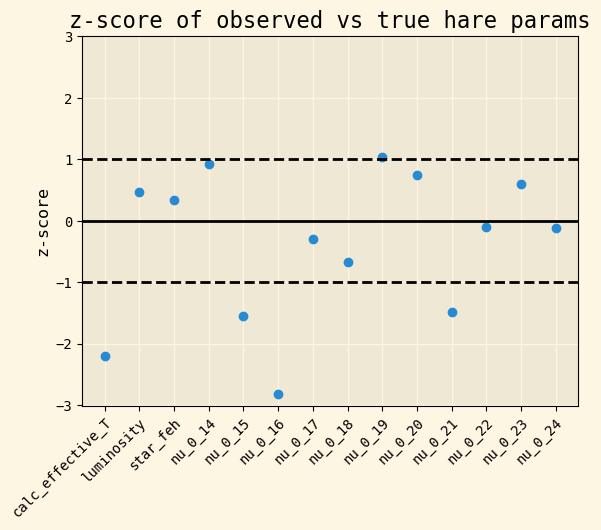 z-score of observed vs true hare params
3
2
1
0
−1
−2
−3
z-score
calc_effective_T
luminosity
star_feh
nu_0_14
nu_0_15
nu_0_16
nu_0_17
nu_0_18
nu_0_19
nu_0_20
nu_0_21
nu_0_22
nu_0_23
nu_0_24